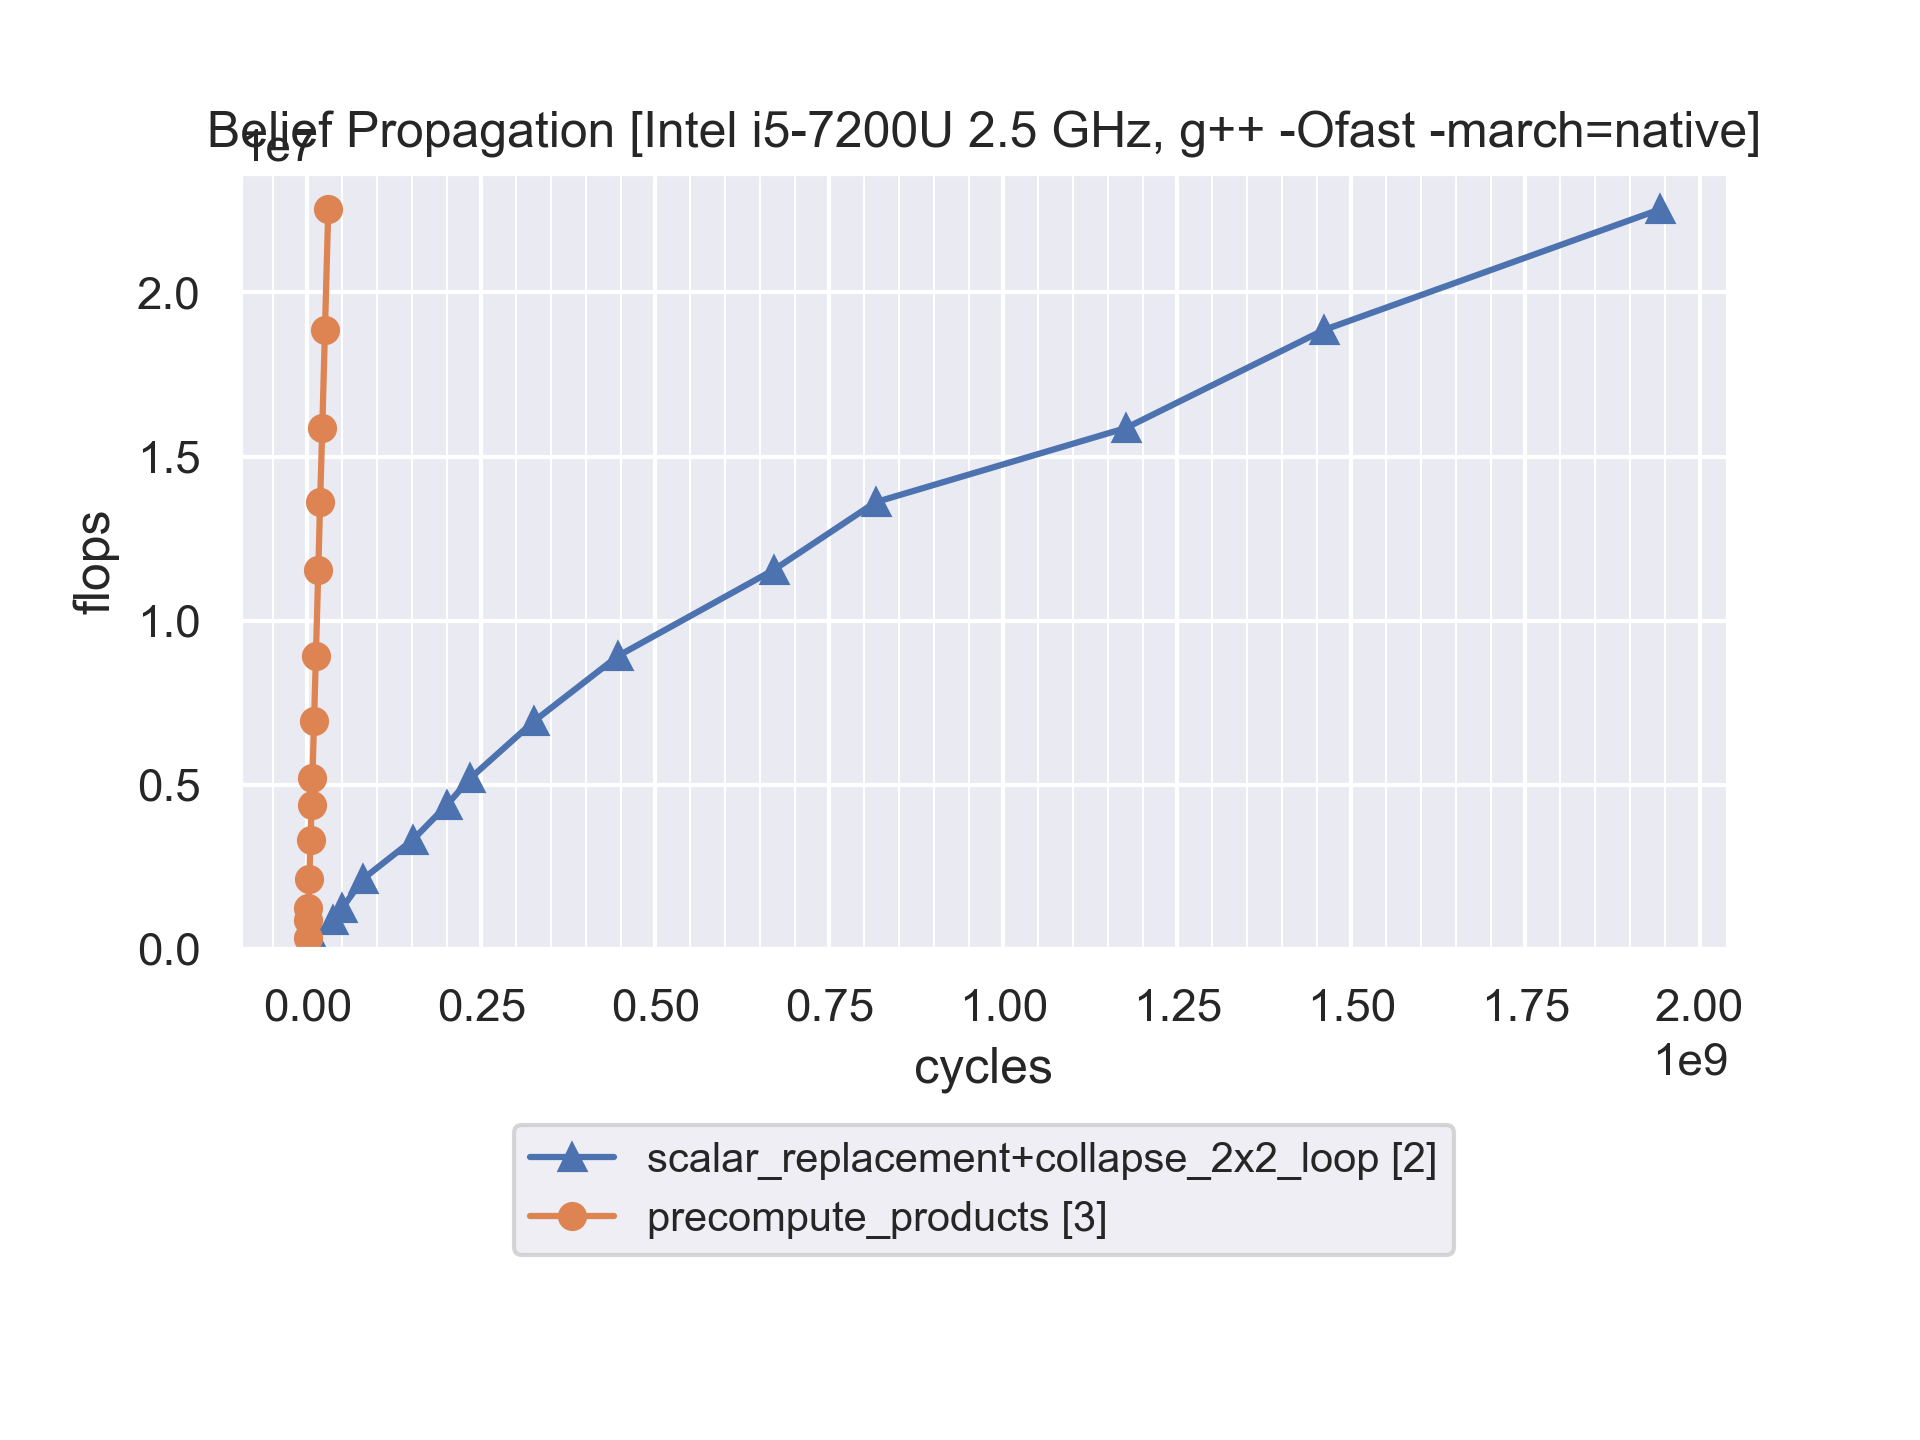 Belief Propagation [Intel i5-7200U 2.5 GHz, g++ -Ofast -march=native]
1e7
2.0
1.5
1.0
0.5
0.0
flops
0.00 0.25 0.50 0.75 1.00 1.25 1.50 1.75 2.00
1e9
cycles
scalar_replacement+collapse_2x2_loop [2]
precompute_products [3]